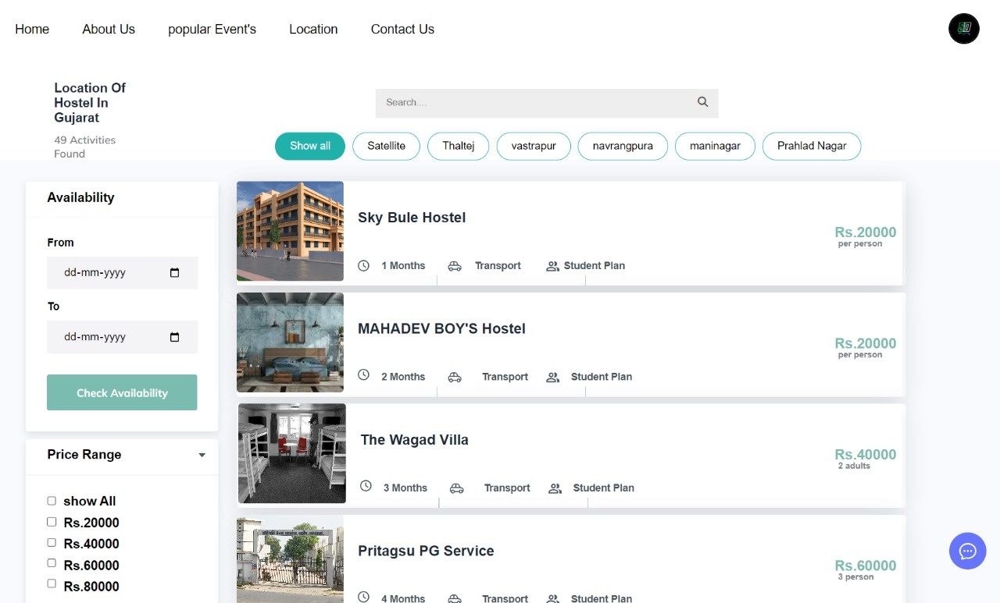 Home About Us popular Event's Location Contact Us
Location Of
Hostel In
Gujarat
49 Activities
Found
Search....
Show all Satellite Thaltej vastrapur navrangpura maninagar Prahlad Nagar
Availability
From
dd-mm-yyyy
To
dd-mm-yyyy
Check Availability
Price Range
show All
Rs.20000
Rs.40000
Rs.60000
Rs.80000
Sky Bule Hostel
Rs.20000
per person
1 Months Transport Student Plan
MAHADEV BOY'S Hostel
Rs.20000
per person
2 Months Transport Student Plan
The Wagad Villa
Rs.40000
2 adults
3 Months Transport Student Plan
Pritagsu PG Service
Rs.60000
3 person
4 Months Transport Student Plan